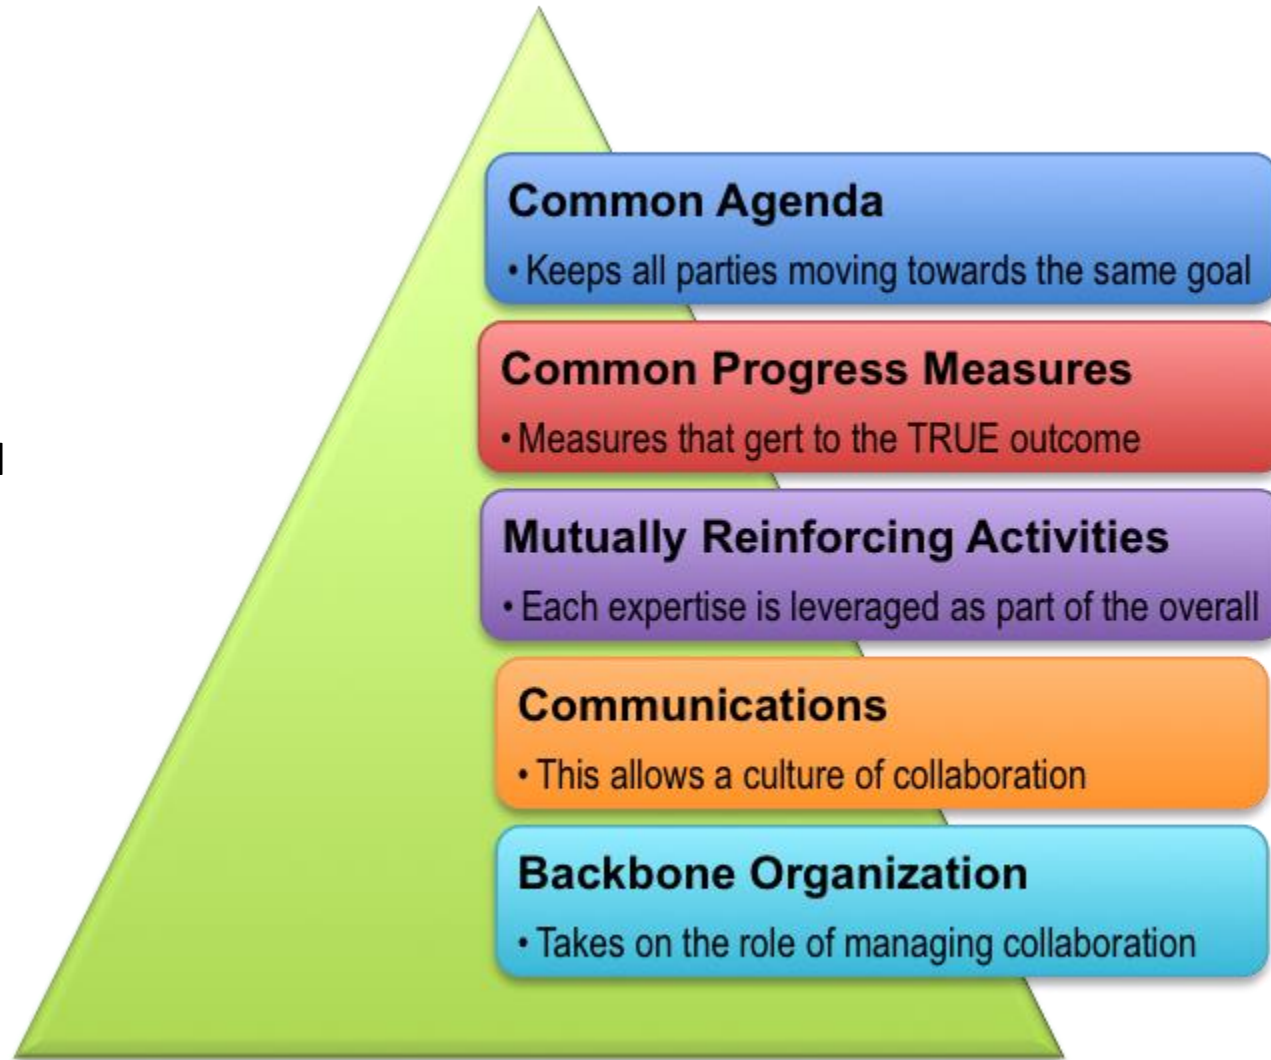 Common Agenda
• Keeps all parties moving towards the same goal
Common Progress Measures
• Measures that gert to the TRUE outcome
Mutually Reinforcing Activities
• Each expertise is leveraged as part of the overall
Communications
• This allows a culture of collaboration
Backbone Organization
• Takes on the role of managing collaboration